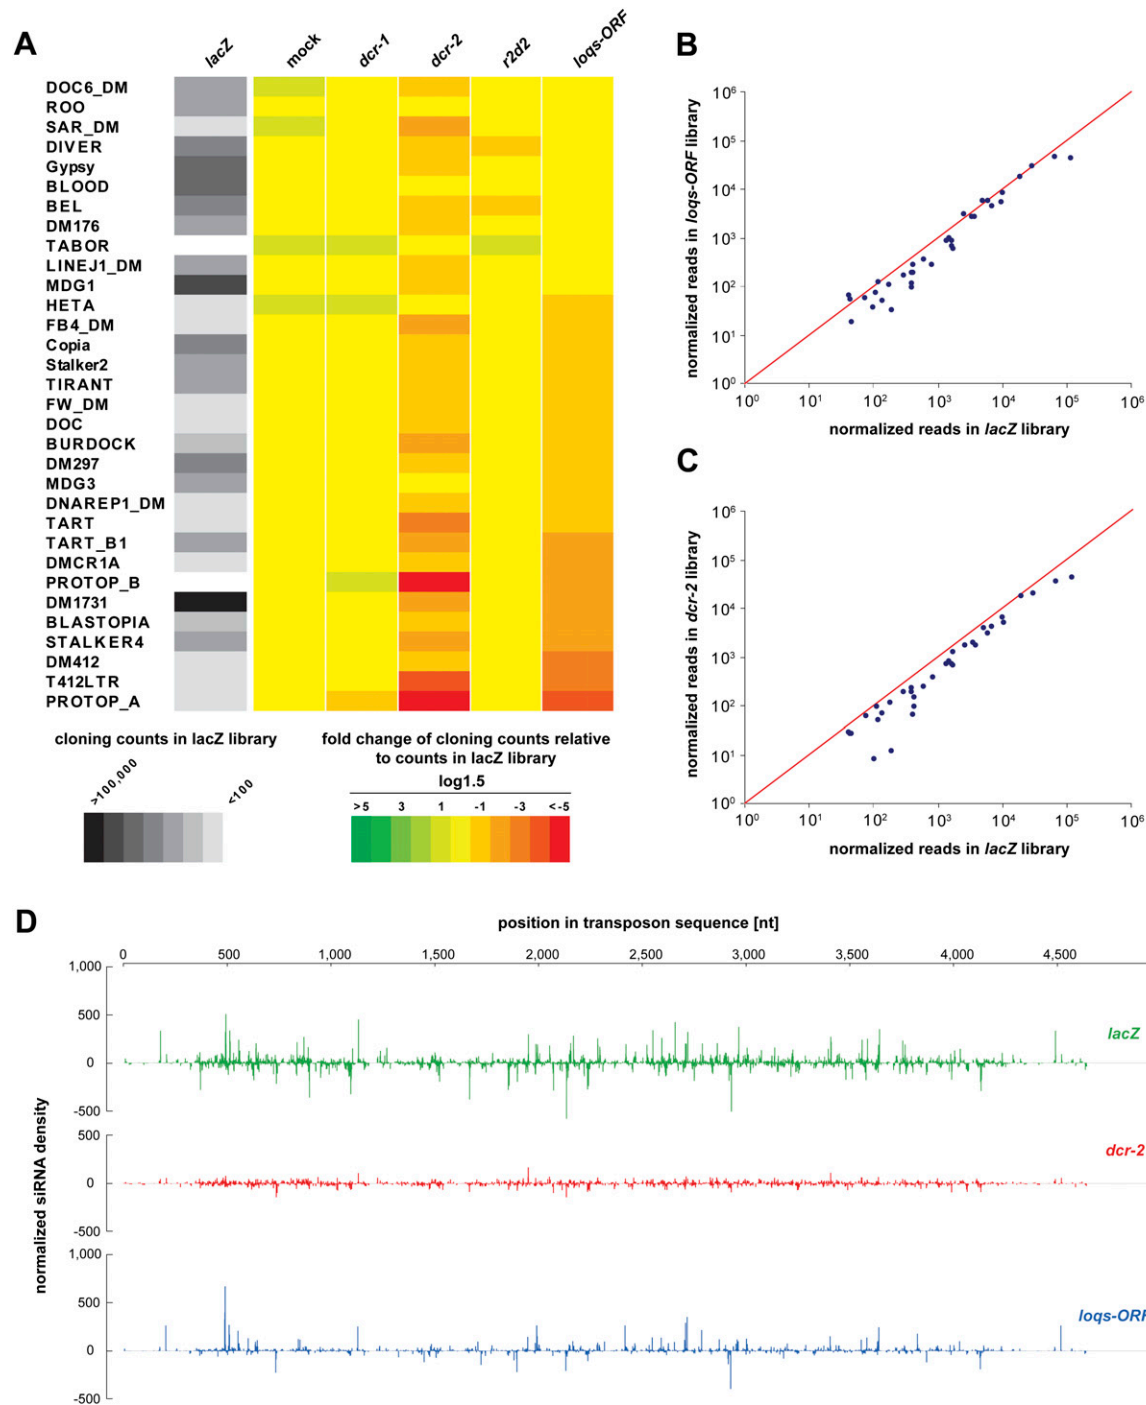 A
lacZ mock dcr-1 dcr-2 r2d2 loqs-ORF
DOC6_DM
ROO
SAR_DM
DIVER
Gypsy
BLOOD
BEL
DM176
TABOR
LINEJ1_DM
MDG1
HETA
FB4_DM
Copia
Stalker2
TIRANT
FW_DM
DOC
BURDOCK
DM297
MDG3
DNAREP1_DM
TART
TART_B1
DMCR1A
PROTOP_B
DM1731
BLASTOPIA
STALKER4
DM412
T412LTR
PROTOP_A
cloning counts in lacZ library
>100,000 <100
fold change of cloning counts relative
to counts in lacZ library
log1.5
>5 3 1 -1 -3 <-5
B
normalized reads in loqs-ORF library
10⁶
10⁵
10⁴
10³
10²
10¹
10⁰
10⁰ 10¹ 10² 10³ 10⁴ 10⁵ 10⁶
normalized reads in lacZ library
C
normalized reads in dcr-2 library
10⁶
10⁵
10⁴
10³
10²
10¹
10⁰
10⁰ 10¹ 10² 10³ 10⁴ 10⁵ 10⁶
normalized reads in lacZ library
D
position in transposon sequence [nt]
0 500 1,000 1,500 2,000 2,500 3,000 3,500 4,000 4,500
normalized siRNA density
1,000
500
0
-500
lacZ
500
0
-500
dcr-2
1,000
500
0
-500
loqs-ORF